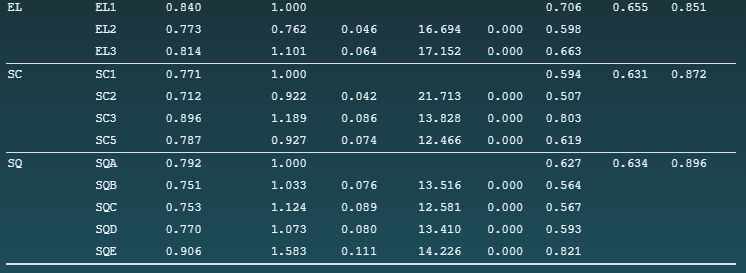 EL EL1 0.840 1.000 0.706 0.655 0.851
EL2 0.773 0.762 0.046 16.694 0.000 0.598
EL3 0.814 1.101 0.064 17.152 0.000 0.663
SC SC1 0.771 1.000 0.594 0.631 0.872
SC2 0.712 0.922 0.042 21.713 0.000 0.507
SC3 0.896 1.189 0.086 13.828 0.000 0.803
SC5 0.787 0.927 0.074 12.466 0.000 0.619
SQ SQA 0.792 1.000 0.627 0.634 0.896
SQB 0.751 1.033 0.076 13.516 0.000 0.564
SQC 0.753 1.124 0.089 12.581 0.000 0.567
SQD 0.770 1.073 0.080 13.410 0.000 0.593
SQE 0.906 1.583 0.111 14.226 0.000 0.821